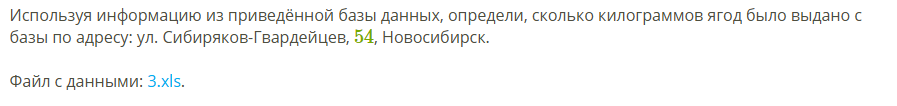 Используя информацию из приведённой базы данных, определи, сколько килограммов ягод было выдано с
базы по адресу: ул. Сибиряков-Гвардейцев, 54, Новосибирск.
Файл с данными: 3.xls.